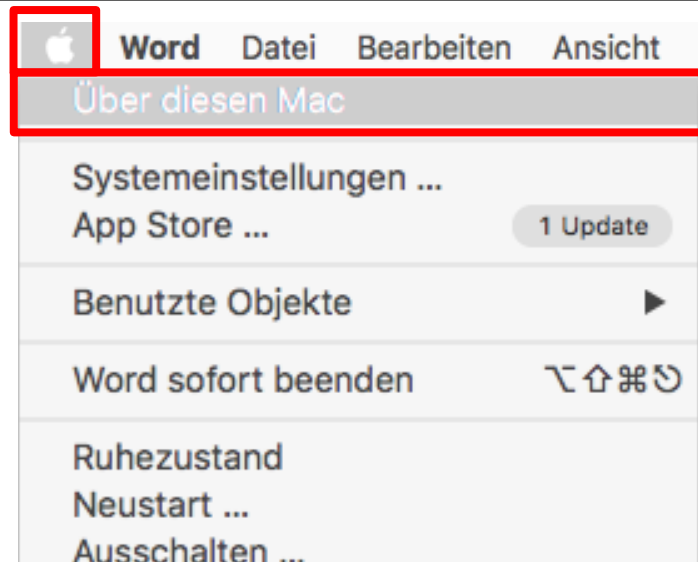 Word Datei Bearbeiten Ansicht
Über diesen Mac
Systemeinstellungen ...
App Store ... 1 Update
Benutzte Objekte ▶
Word sofort beenden ⌥⇧⌘⎋
Ruhezustand
Neustart ...
Ausschalten ...